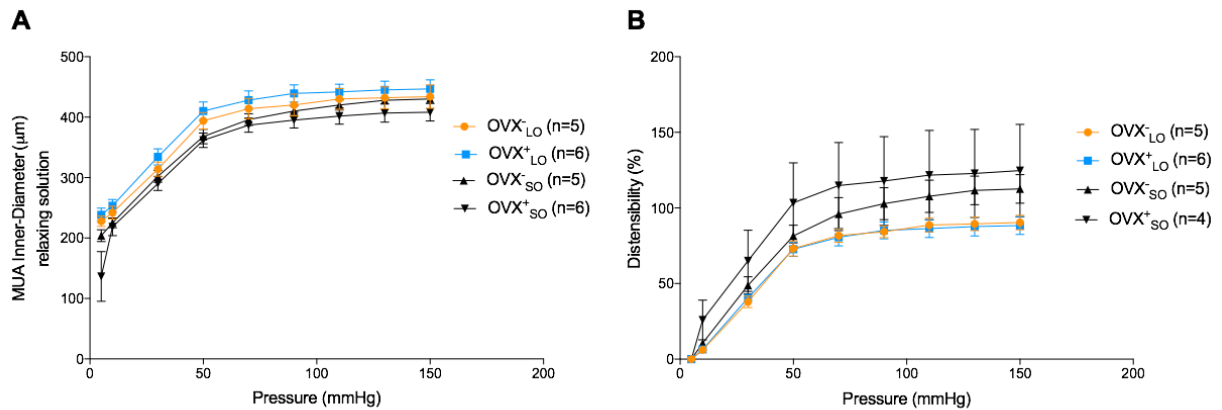 A
500
400
300
200
100
0
MUA Inner-Diameter (μm)
relaxing solution
0 50 100 150 200
Pressure (mmHg)
OVX⁻LO (n=5)
OVX⁺LO (n=6)
OVX⁻SO (n=5)
OVX⁺SO (n=6)
B
200
150
100
50
0
Distensibility (%)
0 50 100 150 200
Pressure (mmHg)
OVX⁻LO (n=5)
OVX⁺LO (n=6)
OVX⁻SO (n=5)
OVX⁺SO (n=4)